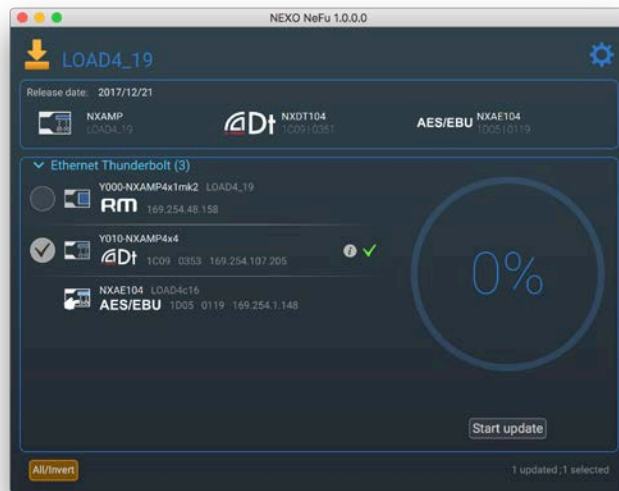 NEXO NeFu 1.0.0.0
LOAD4_19
Release date: 2017/12/21
NXAMP
LOAD4_19
Dt
NXDT104
1C09|0351
AES/EBU
NXAE104
1D05|0119
Ethernet Thunderbolt (3)
Y000-NXAMP4x1mk2 LOAD4_19
RM 169.254.48.158
Y010-NXAMP4x4
Dt 1C09 0353 169.254.107.205
NXAE104 LOAD4c16
AES/EBU 1D05 0119 169.254.1.148
0%
Start update
All/Invert
1 updated ;1 selected